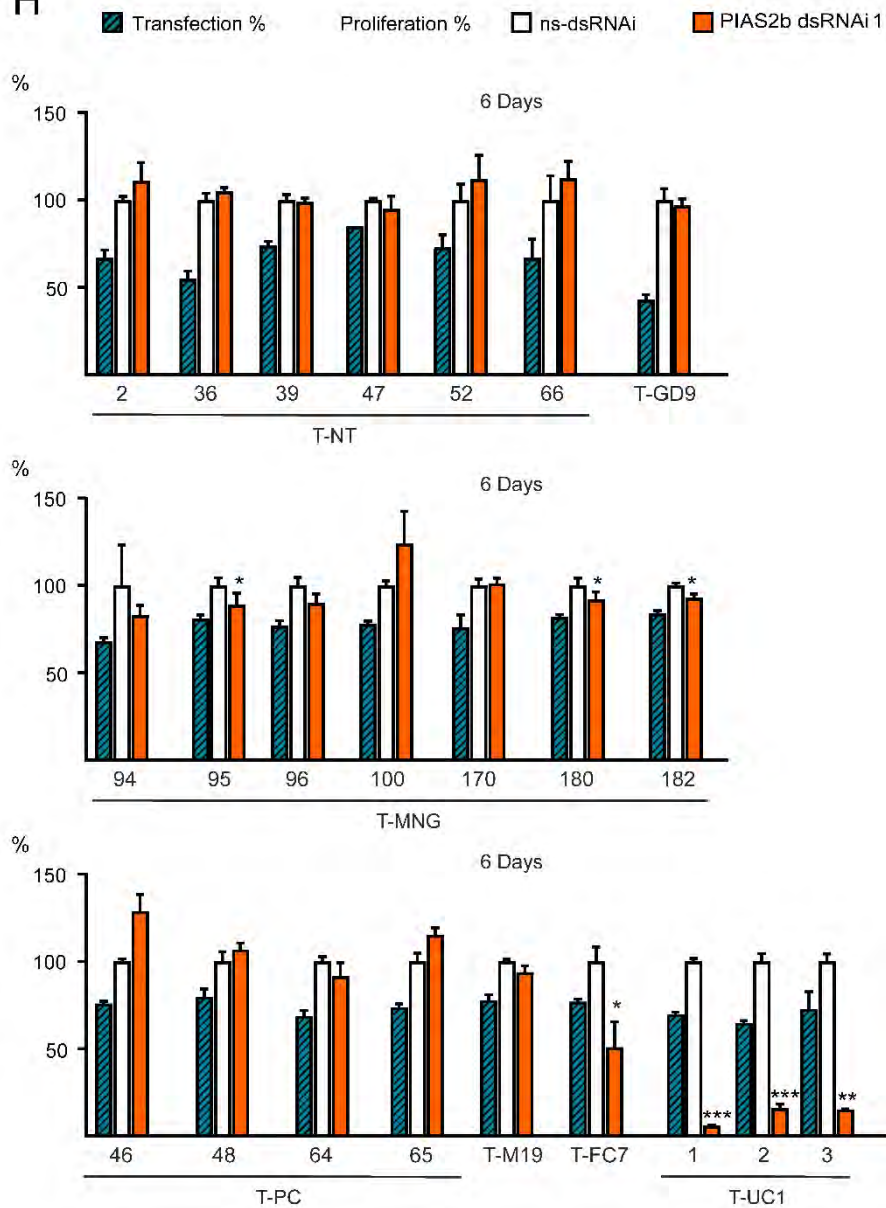 H
Transfection % Proliferation % ns-dsRNAi PIAS2b dsRNAi 1
%
6 Days
150
100
50
2 36 39 47 52 66 T-GD9
T-NT
%
6 Days
150
100
50
* * *
94 95 96 100 170 180 182
T-MNG
%
6 Days
150
100
50
* *** *** **
46 48 64 65 T-M19 T-FC7 1 2 3
T-PC T-UC1